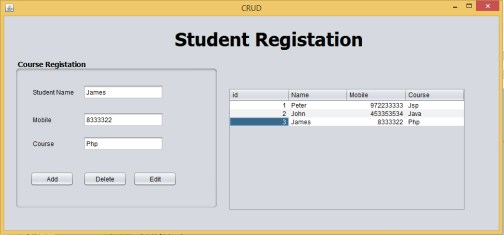 CRUD
Student Registation
Course Registation
Student Name James
Mobile 8333322
Course Php
Add Delete Edit
id Name Mobile Course
1 Peter 972233333 Jsp
2 John 453353534 Java
3 James 8333322 Php